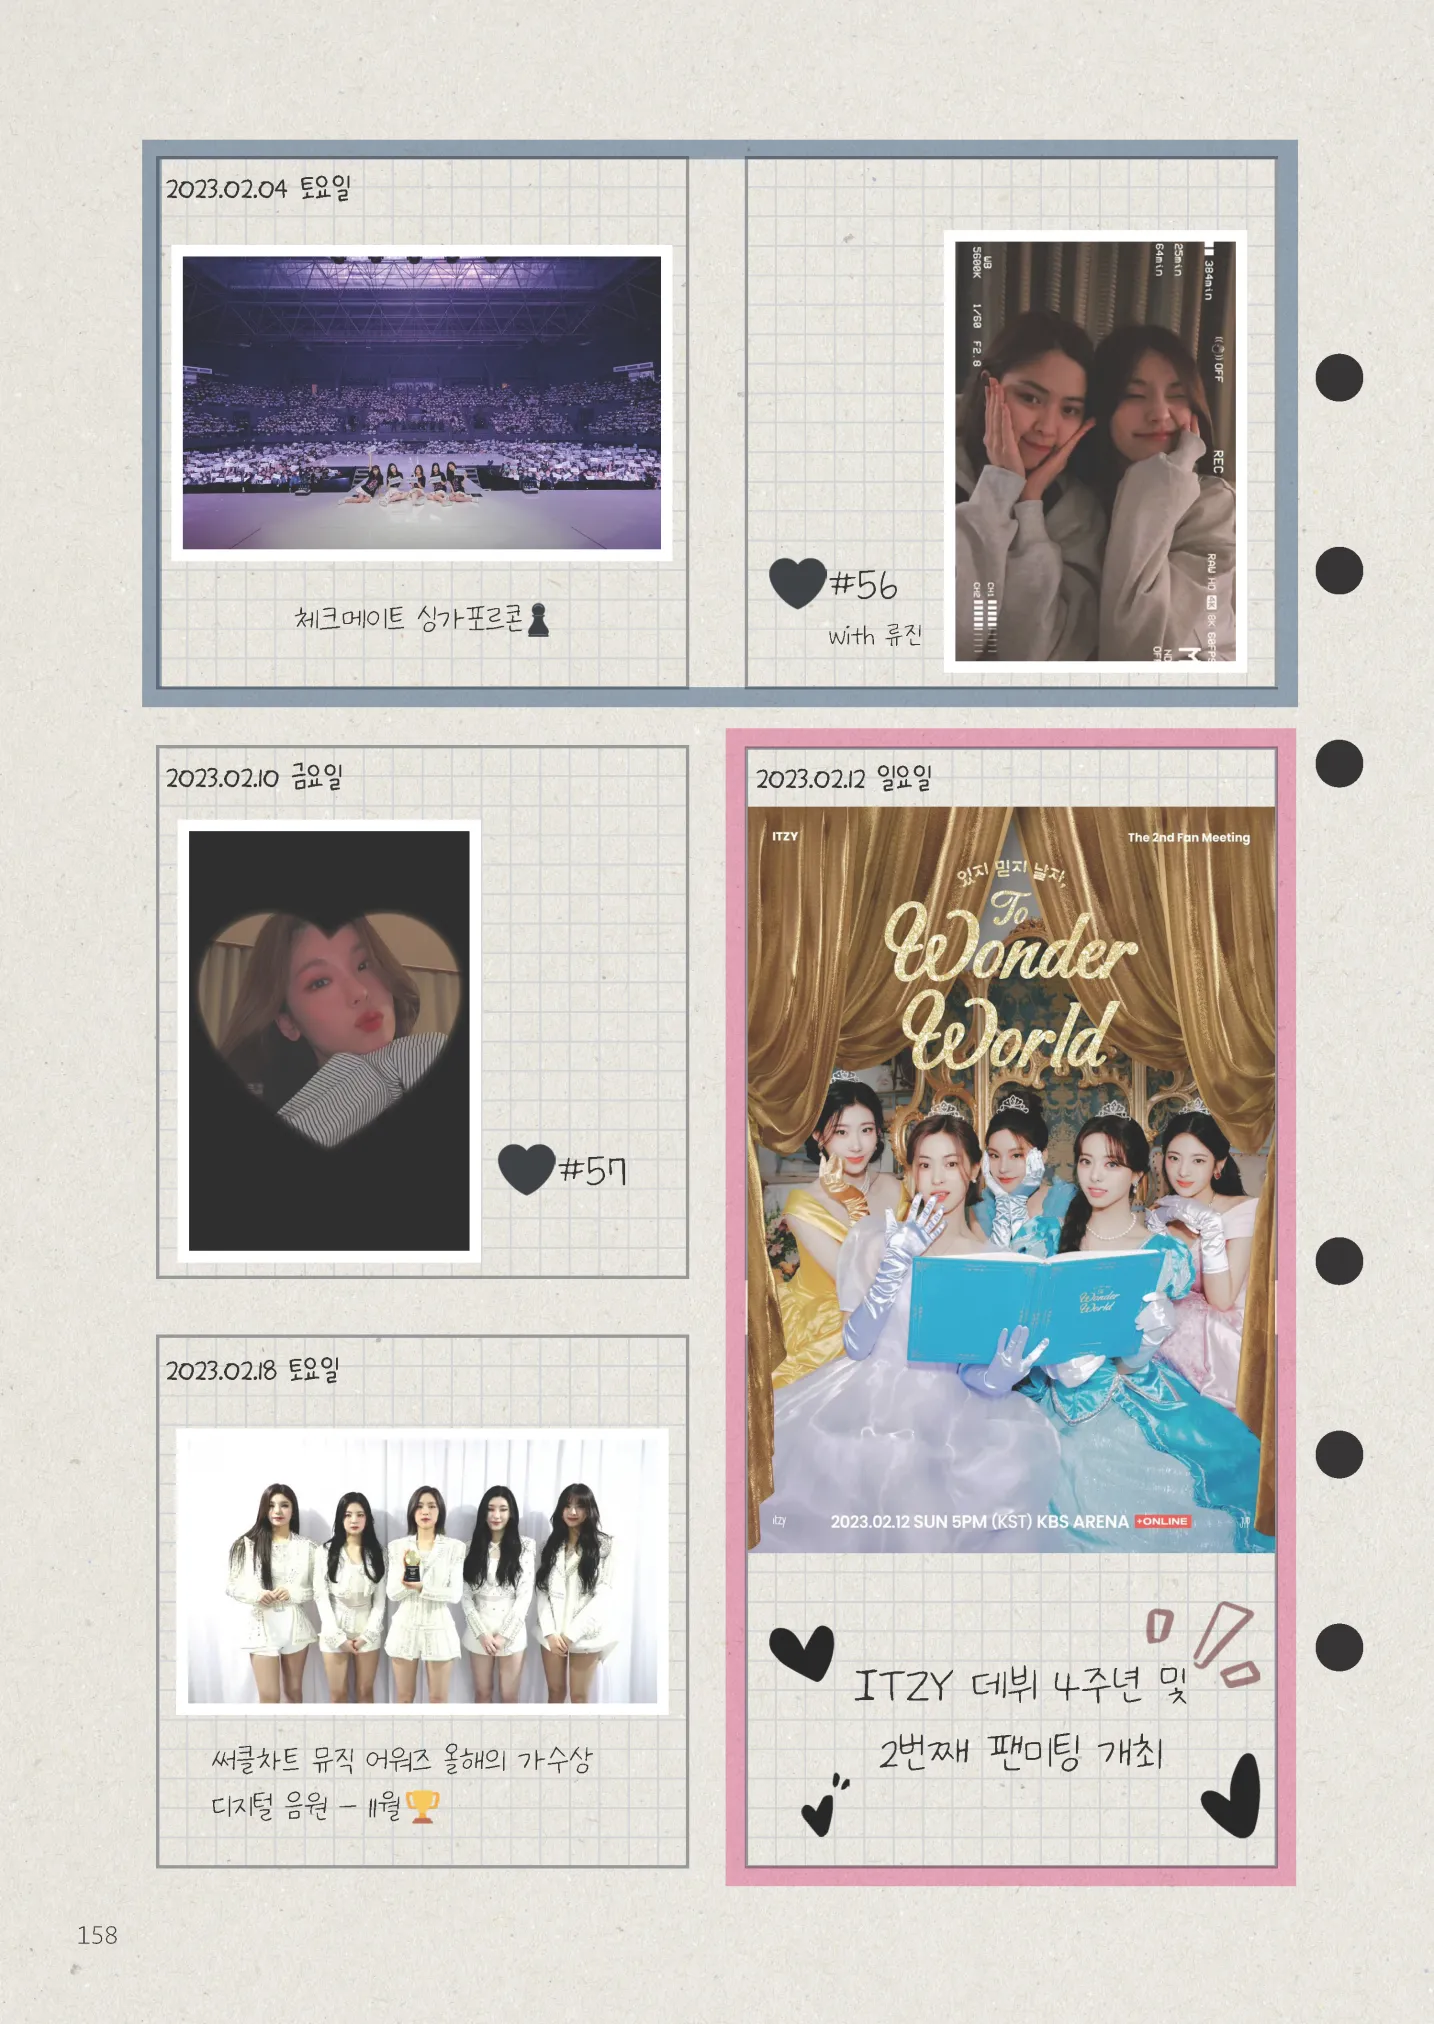 2023.02.04 토요일
체크메이트 싱가포르콘
#56
with 류진
WB 5600K 1/60 F2.8
64min
25min
384min
OFF
REC
CH2
CH1
RAW HD 4K 8K 60FPS
2023.02.10 금요일
#57
2023.02.12 일요일
ITZY
The 2nd Fan Meeting
있지 믿지 날자,
To
Wonder
World
Wonder
World
itzy
2023.02.12 SUN 5PM (KST) KBS ARENA +ONLINE
ITZY 데뷔 4주년 및
2번째 팬미팅 개최
2023.02.18 토요일
써클차트 뮤직 어워즈 올해의 가수상
디지털 음원 - 11월
158